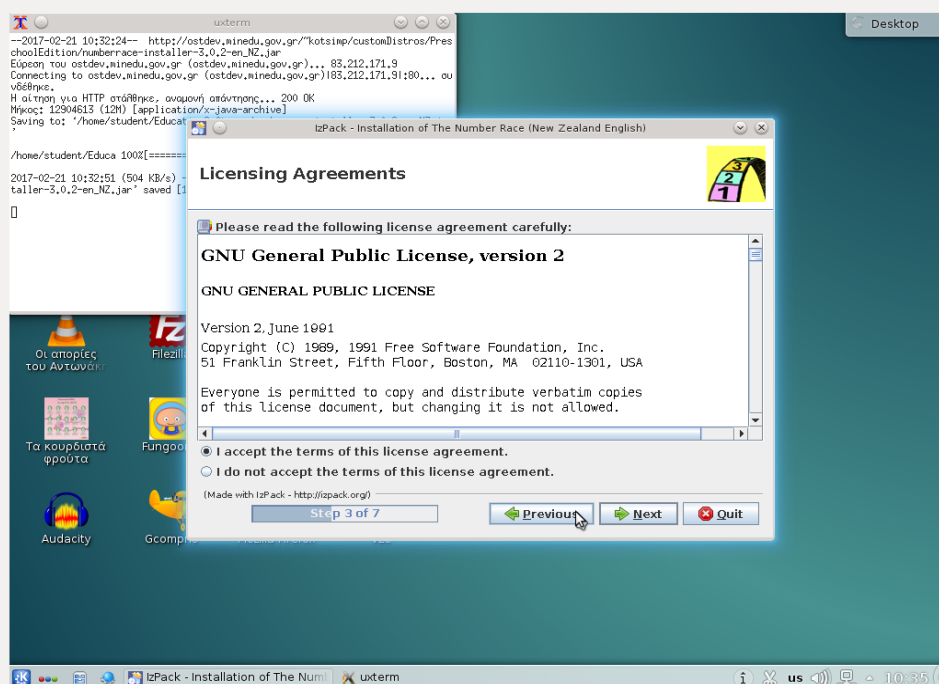 uxterm
--2017-02-21 10:32:24-- http://ostdev.minedu.gov.gr/~kotsimp/customDistros/Pres
choolEdition/numberrace-installer-3.0.2-en_NZ.jar
Εύρεση του ostdev.minedu.gov.gr (ostdev.minedu.gov.gr)... 83.212.171.9
Connecting to ostdev.minedu.gov.gr (ostdev.minedu.gov.gr)|83.212.171.9|:80... συ
νδέθηκε.
Η αίτηση για HTTP στάλθηκε, αναμονή απάντησης... 200 OK
Μήκος: 12904613 (12M) [application/x-java-archive]
Saving to: ‘/home/student/Educat
’
/home/student/Educa 100%[=======
2017-02-21 10:32:51 (504 KB/s) -
taller-3.0.2-en_NZ.jar’ saved [1
Desktop
IzPack - Installation of The Number Race (New Zealand English)
Licensing Agreements
3
2
1
Please read the following license agreement carefully:
GNU General Public License, version 2
GNU GENERAL PUBLIC LICENSE
Version 2, June 1991
Copyright (C) 1989, 1991 Free Software Foundation, Inc.
51 Franklin Street, Fifth Floor, Boston, MA 02110-1301, USA
Everyone is permitted to copy and distribute verbatim copies
of this license document, but changing it is not allowed.
I accept the terms of this license agreement.
I do not accept the terms of this license agreement.
(Made with IzPack - http://izpack.org/)
Step 3 of 7
Previous
Next
Quit
Οι απορίες
του Αντωνάκι
Filezill
Τα κουρδιστά
φρούτα
Fungoo
Audacity
Gcompri
IzPack - Installation of The Num
uxterm
us
10:35